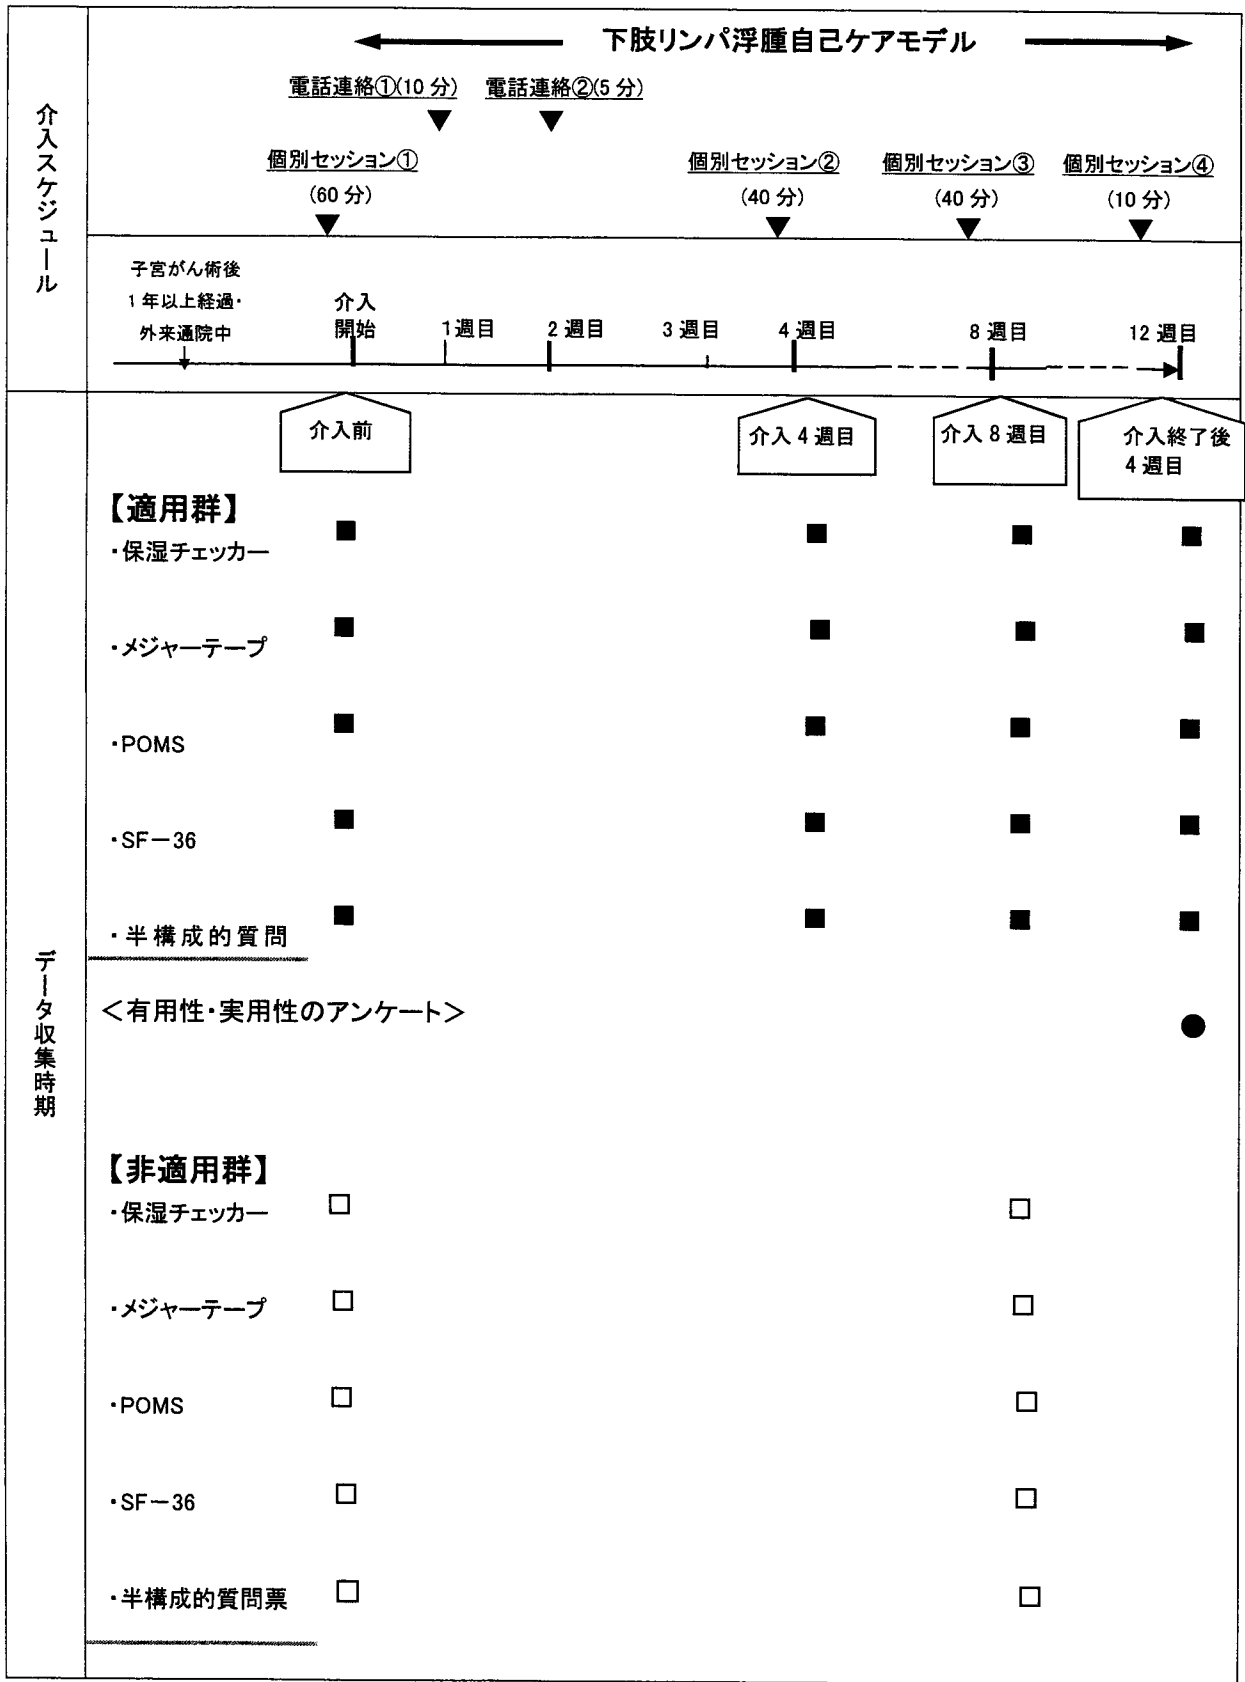 介入スケジュール
下肢リンパ浮腫自己ケアモデル
電話連絡①(10分) 電話連絡②(5分)
個別セッション① 個別セッション② 個別セッション③ 個別セッション④
(60分) (40分) (40分) (10分)
子宮がん術後
1年以上経過・
外来通院中
介入
開始
1週目 2週目 3週目 4週目 8週目 12週目
データ収集時期
介入前
介入4週目
介入8週目
介入終了後
4週目
【適用群】
・保湿チェッカー
・メジャーテープ
・POMS
・SF－36
・半構成的質問
＜有用性・実用性のアンケート＞
【非適用群】
・保湿チェッカー
・メジャーテープ
・POMS
・SF－36
・半構成的質問票